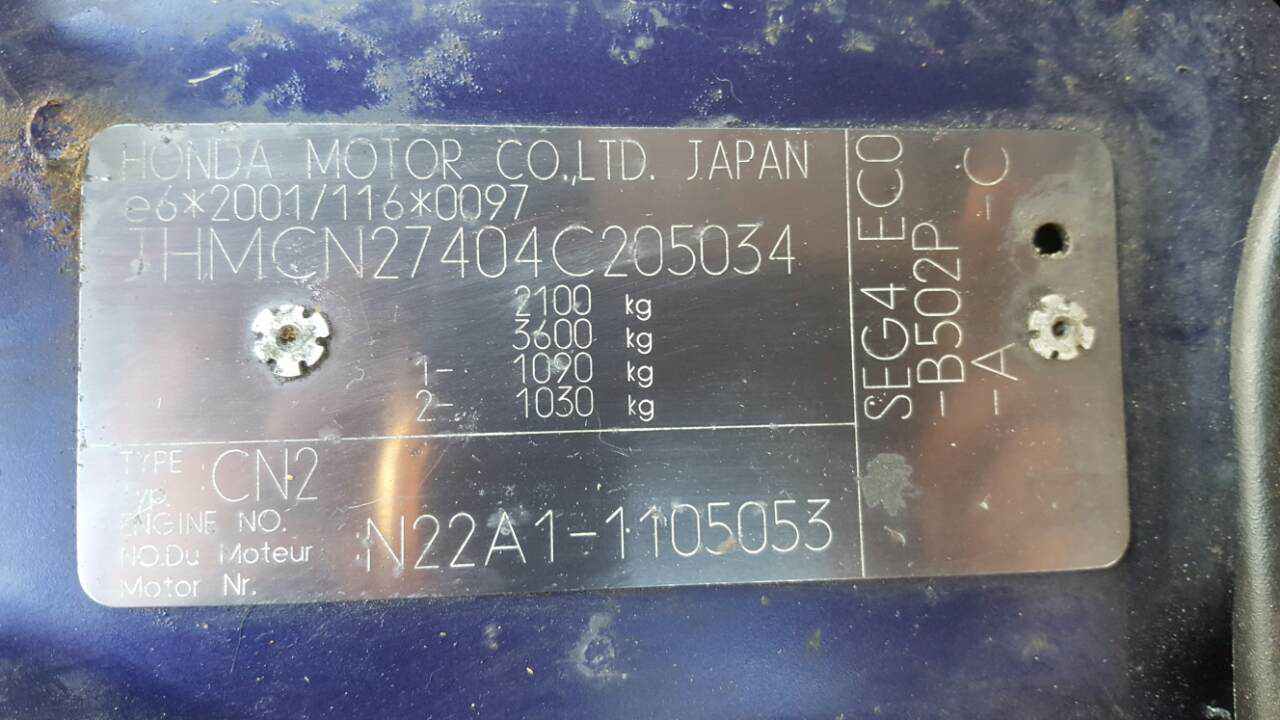 HONDA MOTOR CO.,LTD. JAPAN
e6*2001/116*0097
JHMCN27404C205034
2100 kg
3600 kg
1- 1090 kg
2- 1030 kg
TYPE
Typ. CN2
ENGINE NO.
NO.Du Moteur N22A1-1105053
Motor Nr.
SEG4 ECO
-B502P
-A -C